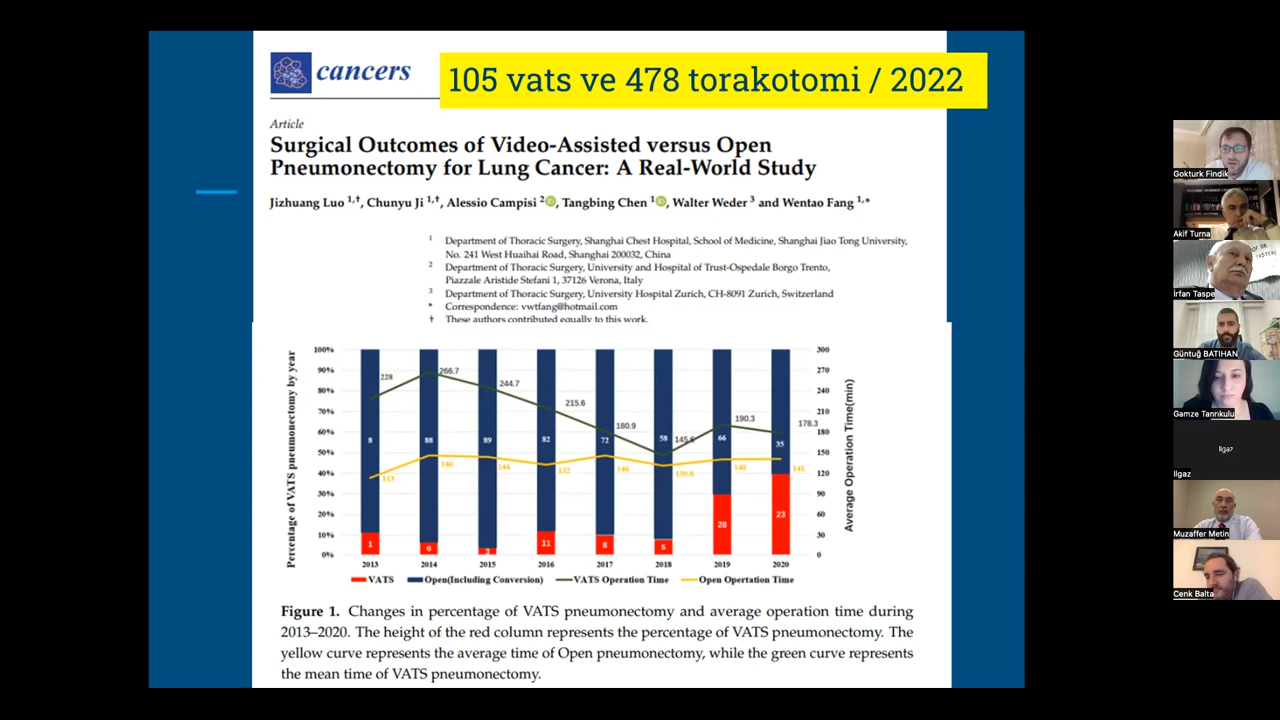 cancers
105 vats ve 478 torakotomi / 2022
Article
Surgical Outcomes of Video-Assisted versus Open
Pneumonectomy for Lung Cancer: A Real-World Study
Jizhuang Luo 1,†, Chunyu Ji 1,†, Alessio Campisi 2, Tangbing Chen 1, Walter Weder 3 and Wentao Fang 1,*
1 Department of Thoracic Surgery, Shanghai Chest Hospital, School of Medicine, Shanghai Jiao Tong University,
No. 241 West Huaihai Road, Shanghai 200032, China
2 Department of Thoracic Surgery, University and Hospital of Trust-Ospedale Borgo Trento,
Piazzale Aristide Stefani 1, 37126 Verona, Italy
3 Department of Thoracic Surgery, University Hospital Zurich, CH-8091 Zurich, Switzerland
* Correspondence: vwtfang@hotmail.com
† These authors contributed equally to this work.
Percentage of VATS pneumonectomy by year
100%
90%
80%
70%
60%
50%
40%
30%
20%
10%
0%
228 266.7 244.7 215.6 180.9 145.6 190.3 178.3
8 88 89 82 72 58 66 35
113 146 144 132 146 130.6 140 141
1 6 3 11 8 5 28 23
300
270
240
210
180
150
120
90
60
30
0
Average Operation Time(min)
2013 2014 2015 2016 2017 2018 2019 2020
VATS Open(Including Conversion) VATS Operation Time Open Opertation Time
Figure 1. Changes in percentage of VATS pneumonectomy and average operation time during
2013–2020. The height of the red column represents the percentage of VATS pneumonectomy. The
yellow curve represents the average time of Open pneumonectomy, while the green curve represents
the mean time of VATS pneumonectomy.
Gokturk Findik
Akif Turna
İrfan Taspe
Güntuğ BATIHAN
Gamze Tanrıkulu
Ilgaz
Ilgaz
Muzaffer Metin
Cenk Balta